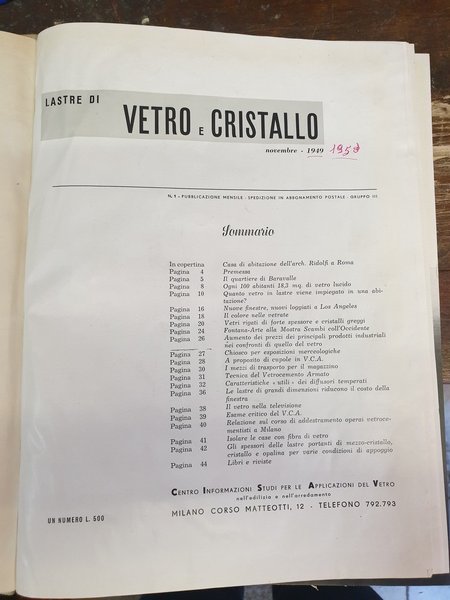 LASTRE DI
VETRO E CRISTALLO
novembre - 1949 1950
N. 1 - PUBBLICAZIONE MENSILE - SPEDIZIONE IN ABBONAMENTO POSTALE - GRUPPO III
Sommario
In copertina Casa di abitazione dell'arch. Ridolfi a Roma
Pagina 4 Premessa
Pagina 5 Il quartiere di Baravalle
Pagina 8 Ogni 100 abitanti 18,3 mq. di vetro lucido
Pagina 10 Quanto vetro in lastre viene impiegato in una abi-
tazione?
Pagina 16 Nuove finestre, nuovi loggiati a Los Angeles
Pagina 18 Il colore nelle vetrate
Pagina 20 Vetri rigati di forte spessore e cristalli greggi
Pagina 24 Fontana-Arte alla Mostra Scambi coll'Occidente
Pagina 26 Aumento dei prezzi dei principali prodotti industriali
nei confronti di quello del vetro
Pagina 27 Chiosco per esposizioni merceologiche
Pagina 28 A proposito di cupole in V.C.A.
Pagina 30 I mezzi di trasporto per il magazzino
Pagina 31 Tecnica del Vetrocemento Armato
Pagina 32 Caratteristiche « utili » dei diffusori temperati
Pagina 36 Le lastre di grandi dimensioni riducono il costo della
finestra
Pagina 38 Il vetro nella televisione
Pagina 39 Esame critico del V.C.A.
Pagina 40 Relazione sul corso di addestramento operai vetroce-
mentisti a Milano
Pagina 41 Isolare le case con fibra di vetro
Pagina 42 Gli spessori delle lastre portanti di mezzo-cristallo,
cristallo e opalina per varie condizioni di appoggio
Pagina 44 Libri e riviste
CENTRO INFORMAZIONI STUDI PER LE APPLICAZIONI DEL VETRO
nell'edilizia e nell'arredamento
UN NUMERO L. 500
MILANO CORSO MATTEOTTI, 12 - TELEFONO 792.793